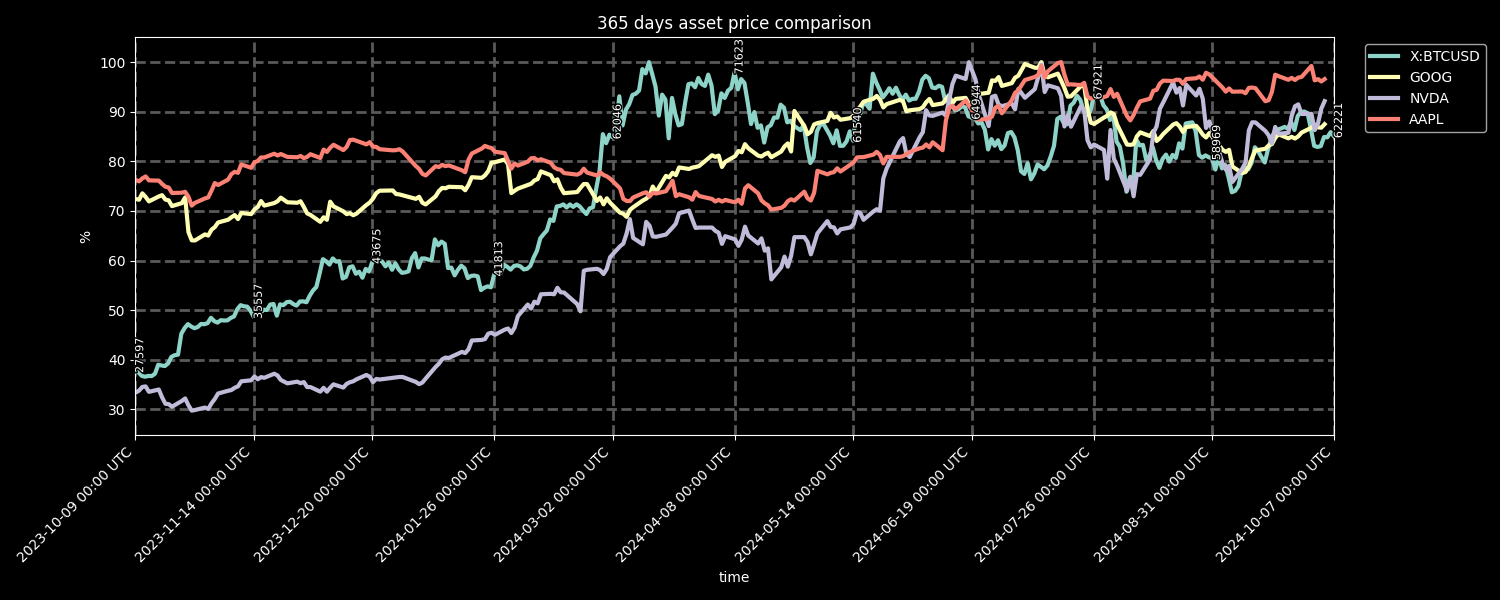 365 days asset price comparison
X:BTCUSD
GOOG
NVDA
AAPL
%
100
90
80
70
60
50
40
30
27597
35557
43675
41813
62046
71623
61540
64944
67921
58989
62221
2023-10-09 00:00 UTC
2023-11-14 00:00 UTC
2023-12-20 00:00 UTC
2024-01-26 00:00 UTC
2024-03-02 00:00 UTC
2024-04-08 00:00 UTC
2024-05-14 00:00 UTC
2024-06-19 00:00 UTC
2024-07-26 00:00 UTC
2024-08-31 00:00 UTC
2024-10-07 00:00 UTC
time